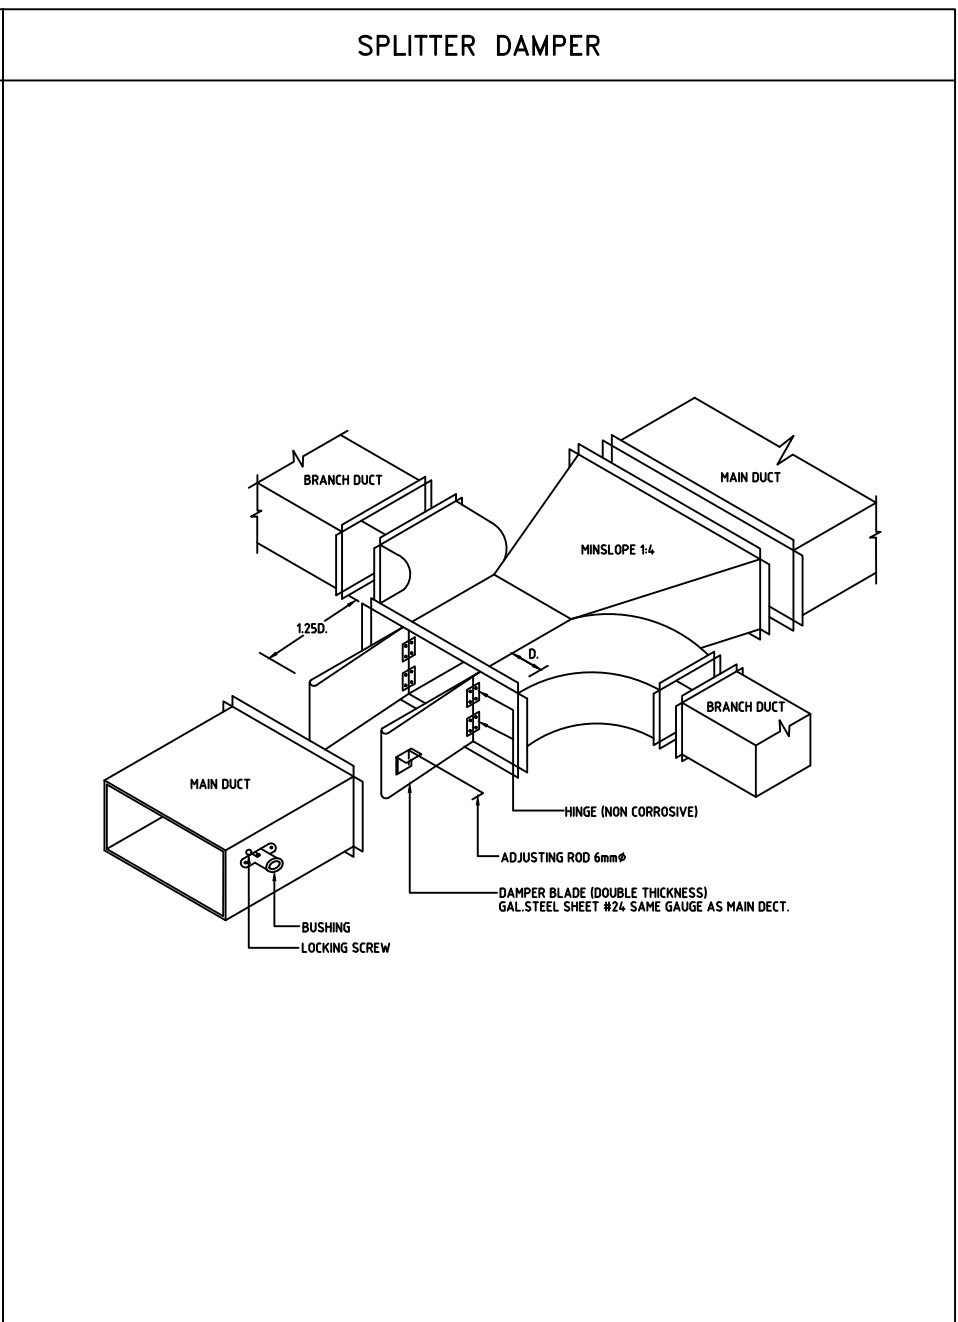 SPLITTER DAMPER
BRANCH DUCT
MAIN DUCT
MINSLOPE 1:4
1.25D.
D.
BRANCH DUCT
MAIN DUCT
HINGE (NON CORROSIVE)
ADJUSTING ROD 6mmø
DAMPER BLADE (DOUBLE THICKNESS)
GAL.STEEL SHEET #24 SAME GAUGE AS MAIN DECT.
BUSHING
LOCKING SCREW